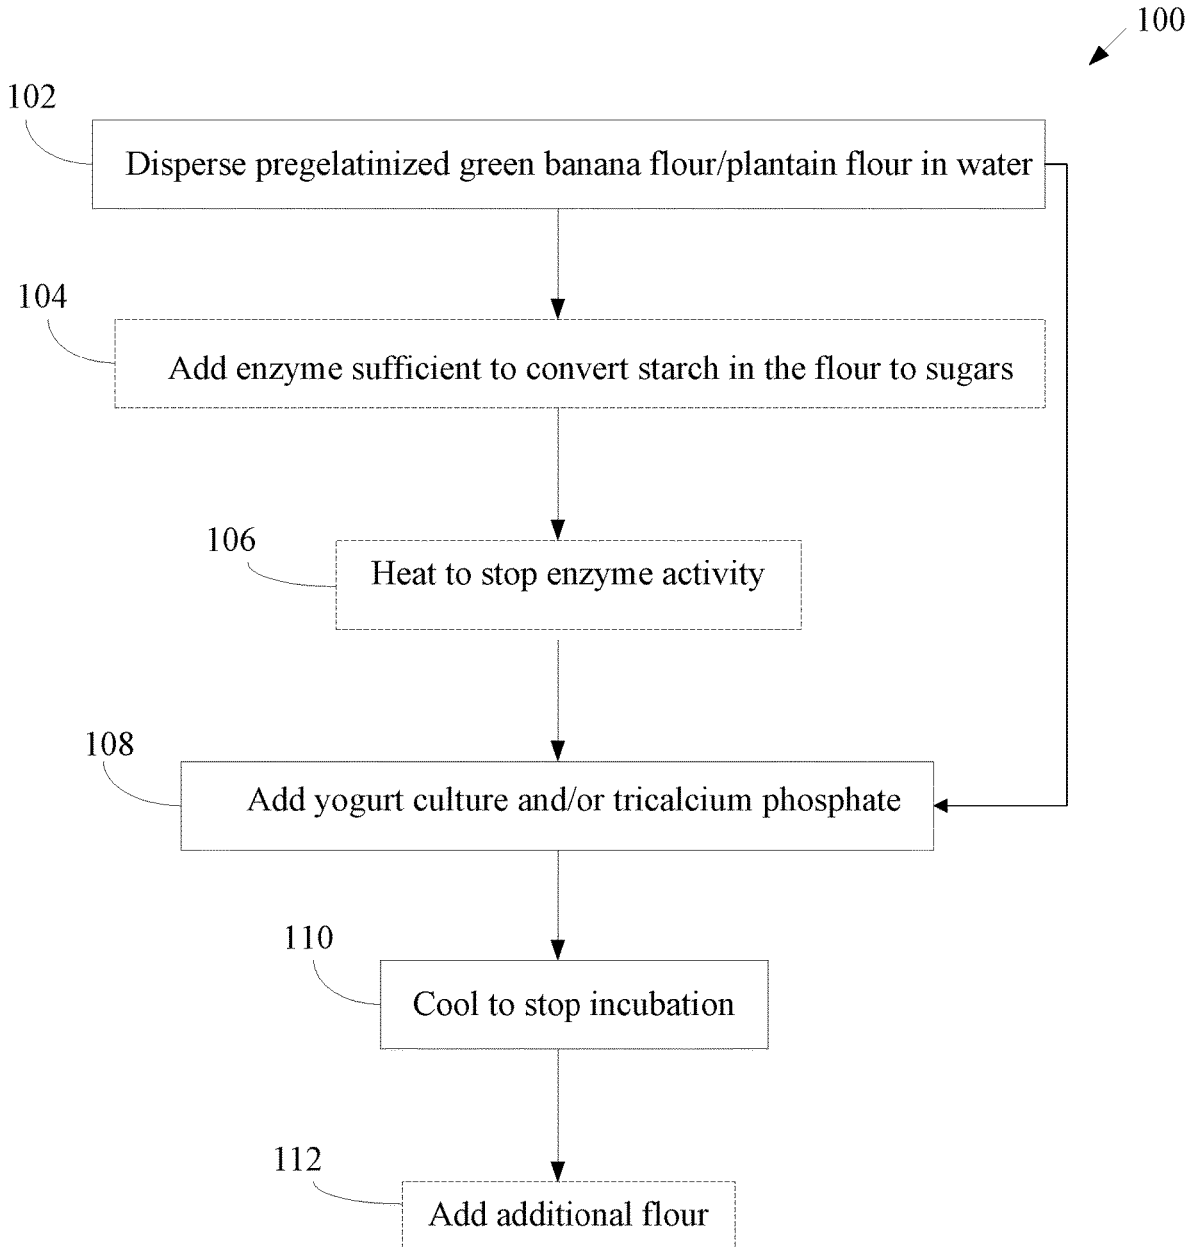 100
102
Disperse pregelatinized green banana flour/plantain flour in water
104
Add enzyme sufficient to convert starch in the flour to sugars
106
Heat to stop enzyme activity
108
Add yogurt culture and/or tricalcium phosphate
110
Cool to stop incubation
112
Add additional flour